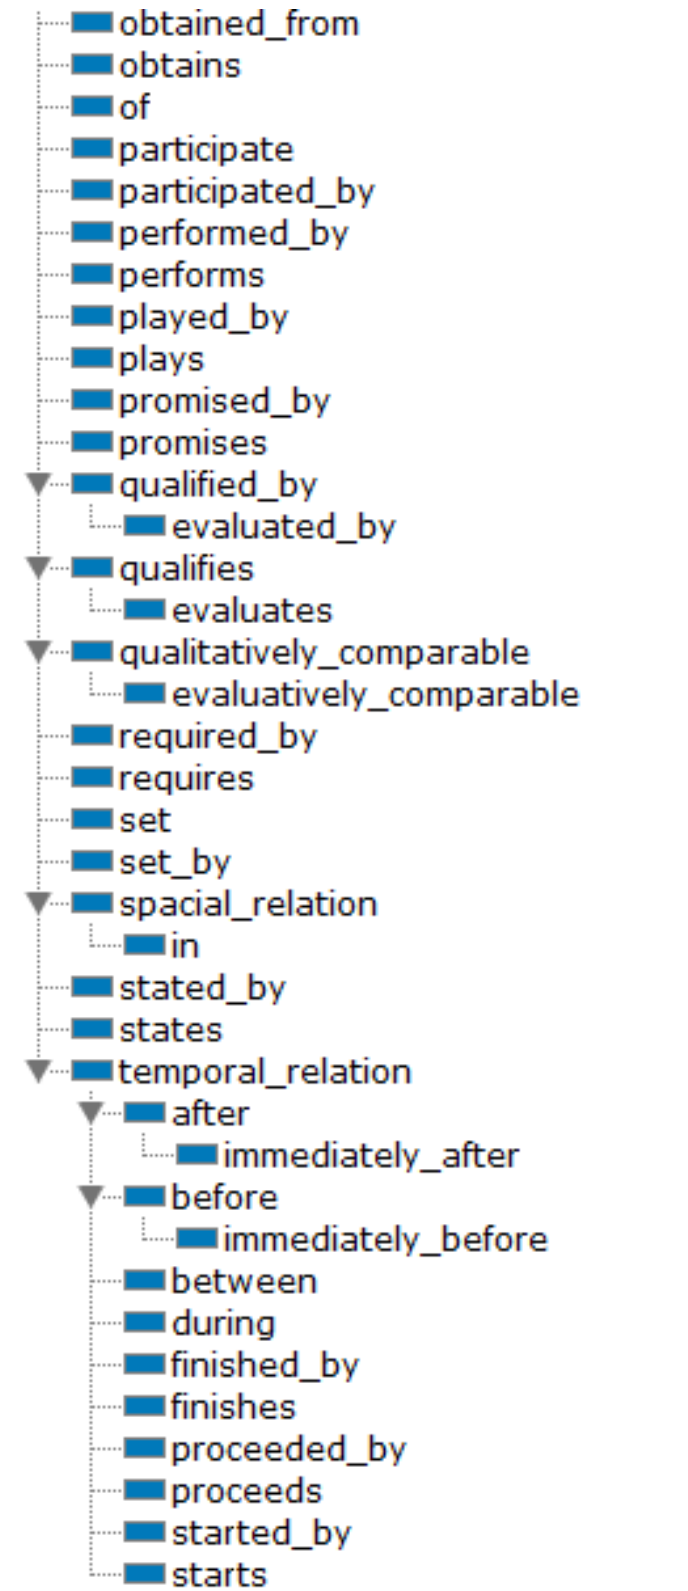 obtained_from
obtains
of
participate
participated_by
performed_by
performs
played_by
plays
promised_by
promises
qualified_by
evaluated_by
qualifies
evaluates
qualitatively_comparable
evaluatively_comparable
required_by
requires
set
set_by
spacial_relation
in
stated_by
states
temporal_relation
after
immediately_after
before
immediately_before
between
during
finished_by
finishes
proceeded_by
proceeds
started_by
starts